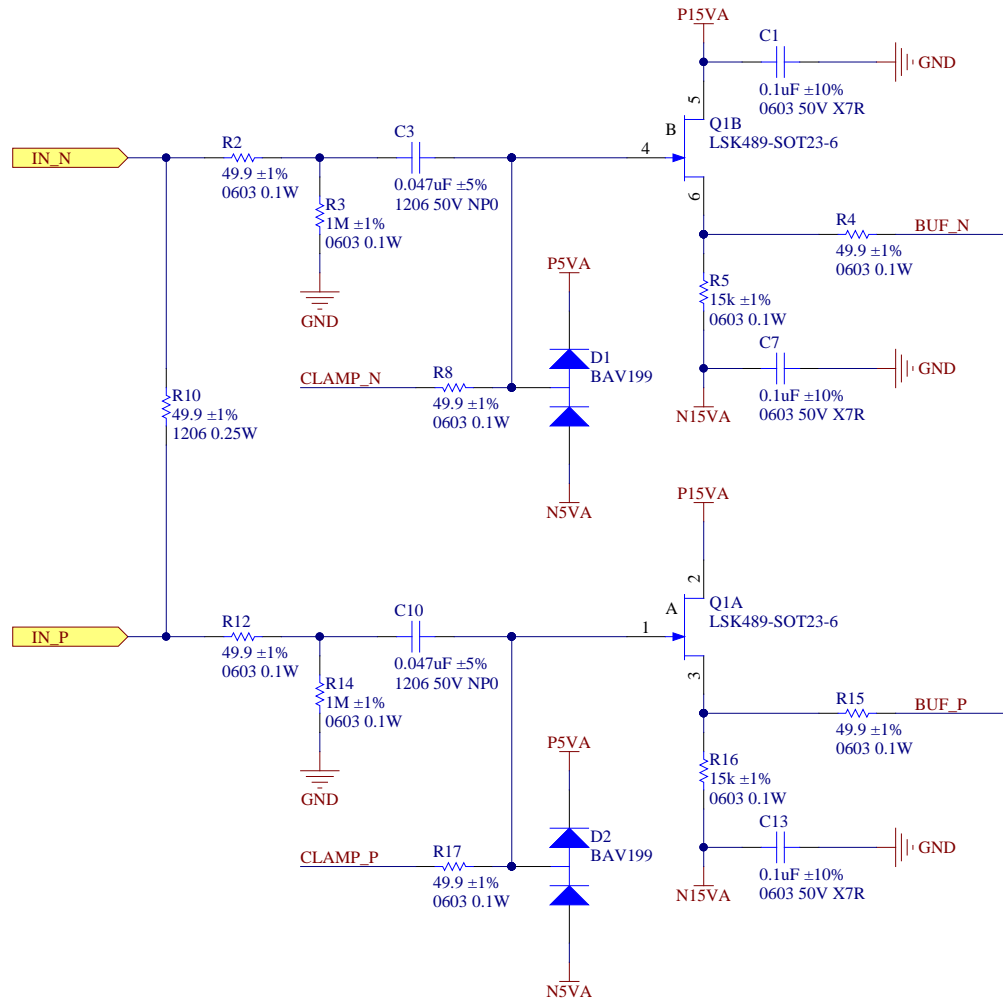 P15VA
C1
0.1uF ±10%
0603 50V X7R
GND
5
B
Q1B
LSK489-SOT23-6
4
6
IN_N
R2
49.9 ±1%
0603 0.1W
C3
0.047uF ±5%
1206 50V NP0
R3
1M ±1%
0603 0.1W
GND
R4
49.9 ±1%
0603 0.1W
BUF_N
R5
15k ±1%
0603 0.1W
C7
0.1uF ±10%
0603 50V X7R
GND
N15VA
P5VA
D1
BAV199
CLAMP_N
R8
49.9 ±1%
0603 0.1W
N5VA
R10
49.9 ±1%
1206 0.25W
P15VA
2
A
Q1A
LSK489-SOT23-6
1
3
IN_P
R12
49.9 ±1%
0603 0.1W
C10
0.047uF ±5%
1206 50V NP0
R14
1M ±1%
0603 0.1W
GND
R15
49.9 ±1%
0603 0.1W
BUF_P
R16
15k ±1%
0603 0.1W
C13
0.1uF ±10%
0603 50V X7R
GND
N15VA
P5VA
D2
BAV199
CLAMP_P
R17
49.9 ±1%
0603 0.1W
N5VA